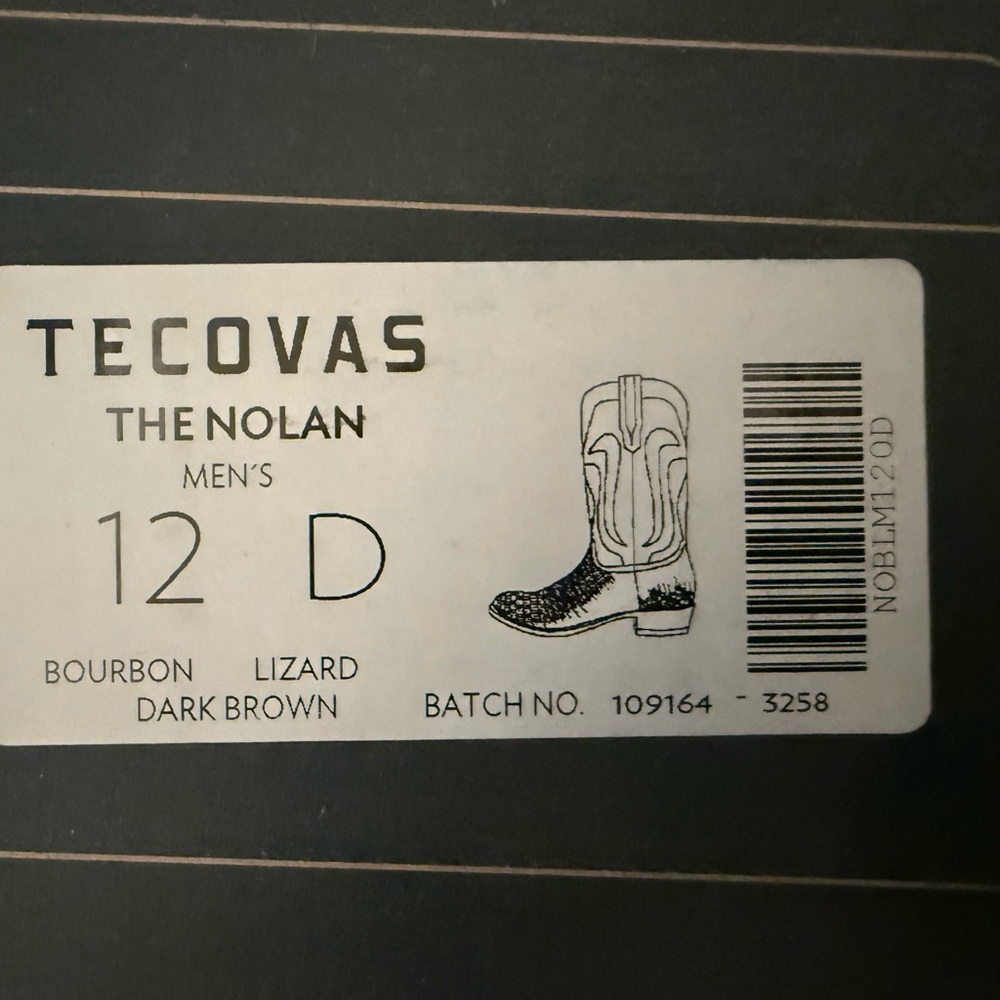 TECOVAS
THE NOLAN
MEN'S
12 D
BOURBON LIZARD
DARK BROWN
BATCH NO. 109164 - 3258
NOBLM120D